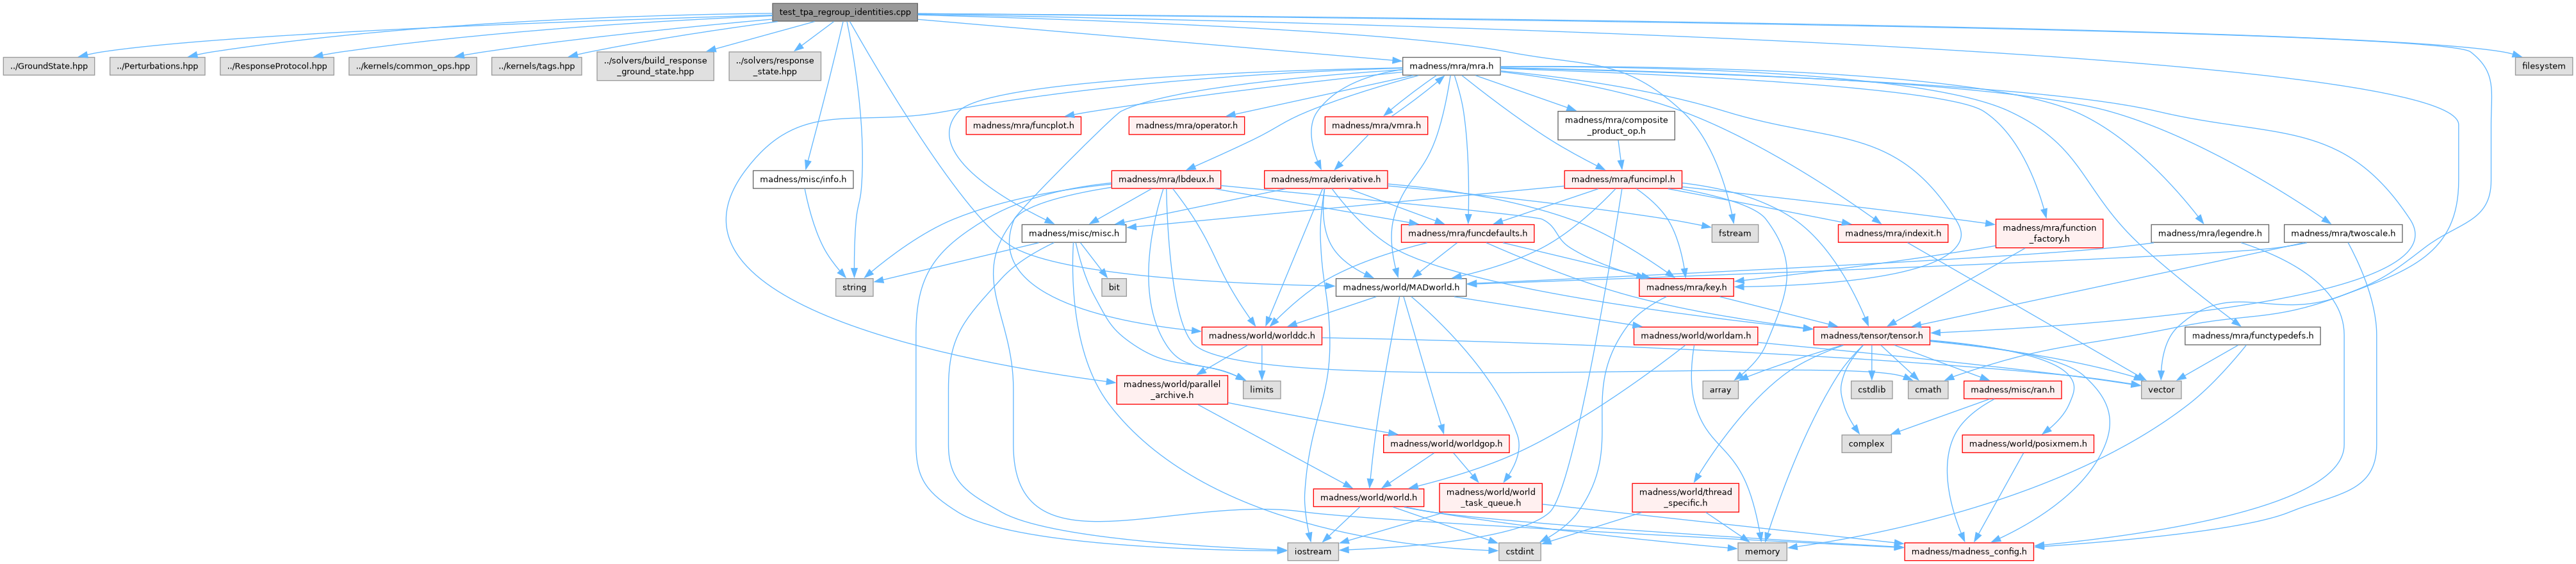 test_tpa_regroup_identities.cpp
../GroundState.hpp
../Perturbations.hpp
../ResponseProtocol.hpp
../kernels/common_ops.hpp
../kernels/tags.hpp
../solvers/build_response
_ground_state.hpp
../solvers/response
_state.hpp
madness/mra/mra.h
filesystem
madness/mra/funcplot.h
madness/mra/operator.h
madness/mra/vmra.h
madness/mra/composite
_product_op.h
madness/misc/info.h
madness/mra/lbdeux.h
madness/mra/derivative.h
madness/mra/funcimpl.h
madness/misc/misc.h
madness/mra/funcdefaults.h
fstream
madness/mra/indexit.h
madness/mra/function
_factory.h
madness/mra/legendre.h
madness/mra/twoscale.h
string
bit
madness/world/MADworld.h
madness/mra/key.h
madness/world/worlddc.h
madness/world/worldam.h
madness/tensor/tensor.h
madness/mra/functypedefs.h
madness/world/parallel
_archive.h
limits
array
cstdlib
cmath
madness/misc/ran.h
vector
madness/world/worldgop.h
complex
madness/world/posixmem.h
madness/world/world.h
madness/world/world
_task_queue.h
madness/world/thread
_specific.h
iostream
cstdint
memory
madness/madness_config.h